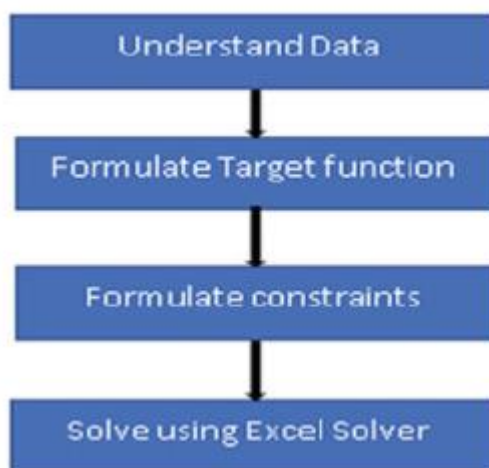 Understand Data
Formulate Target function
Formulate constraints
Solve using Excel Solver